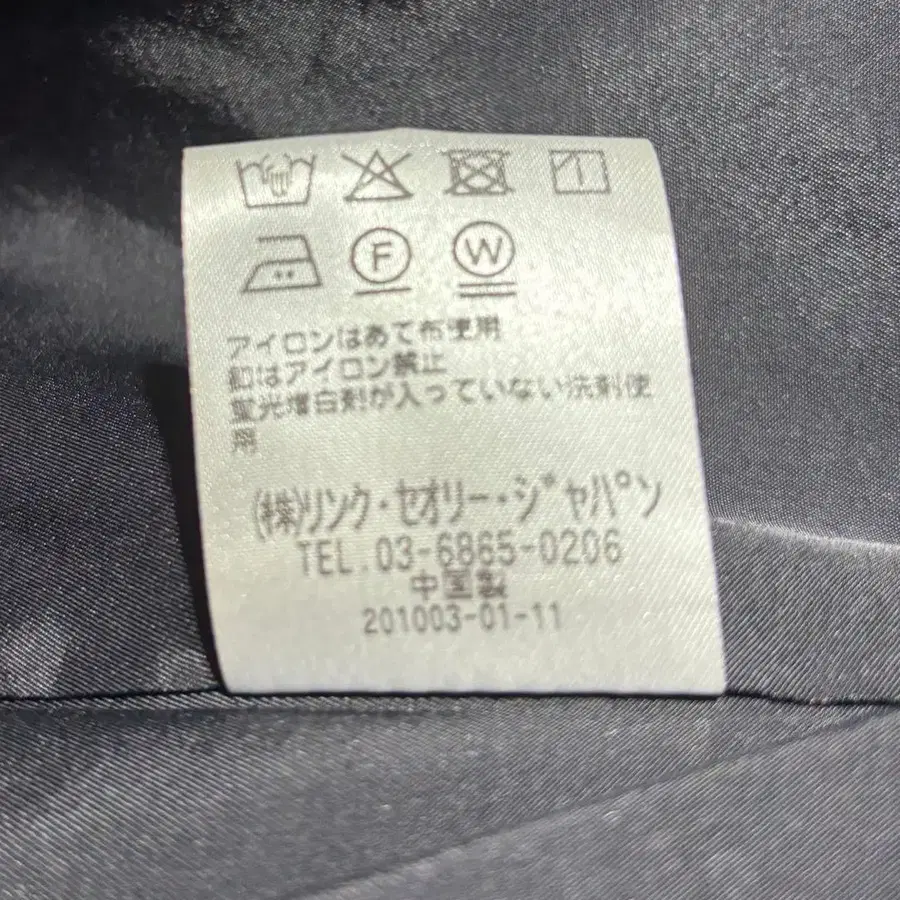 F W
アイロンはあて布使用
釦はアイロン禁止
蛍光増白剤が入っていない洗剤使
用
(株)リンク・セオリー・ジャパン
TEL.03-6865-0206
中国製
201003-01-11